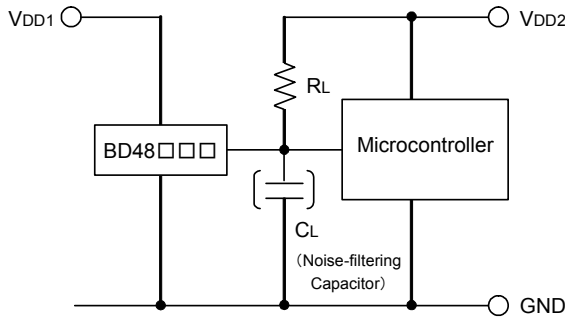 VDD1
VDD2
RL
BD48□□□
Microcontroller
CL
(Noise-filtering
Capacitor)
GND